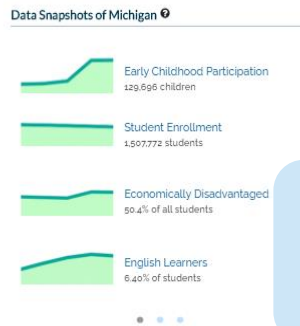 Data Snapshots of Michigan ?
Early Childhood Participation
129,696 children
Student Enrollment
1,507,772 students
Economically Disadvantaged
50.4% of all students
English Learners
6.40% of students